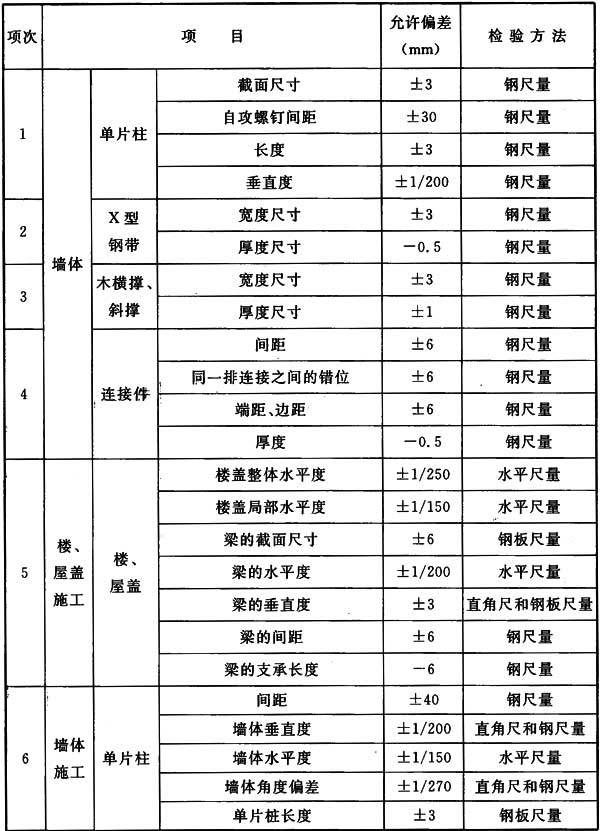 项次 项 目 允许偏差（mm） 检 验 方 法
1 墙体 单片柱 截面尺寸 ±3 钢尺量
自攻螺钉间距 ±30 钢尺量
长度 ±3 钢尺量
垂直度 ±1/200 钢尺量
2 X型钢带 宽度尺寸 ±3 钢尺量
厚度尺寸 －0.5 钢尺量
3 木横撑、斜撑 宽度尺寸 ±3 钢尺量
厚度尺寸 ±1 钢尺量
4 连接件 间距 ±6 钢尺量
同一排连接之间的错位 ±6 钢尺量
端距、边距 ±6 钢尺量
厚度 －0.5 钢尺量
5 楼、屋盖施工 楼、屋盖 楼盖整体水平度 ±1/250 水平尺量
楼盖局部水平度 ±1/150 水平尺量
梁的截面尺寸 ±6 钢板尺量
梁的水平度 ±1/200 水平尺量
梁的垂直度 ±3 直角尺和钢板尺量
梁的间距 ±6 钢尺量
梁的支承长度 －6 钢尺量
6 墙体施工 单片柱 间距 ±40 钢尺量
墙体垂直度 ±1/200 直角尺和钢尺量
墙体水平度 ±1/150 水平尺量
墙体角度偏差 ±1/270 直角尺和钢尺量
单片桩长度 ±3 钢板尺量